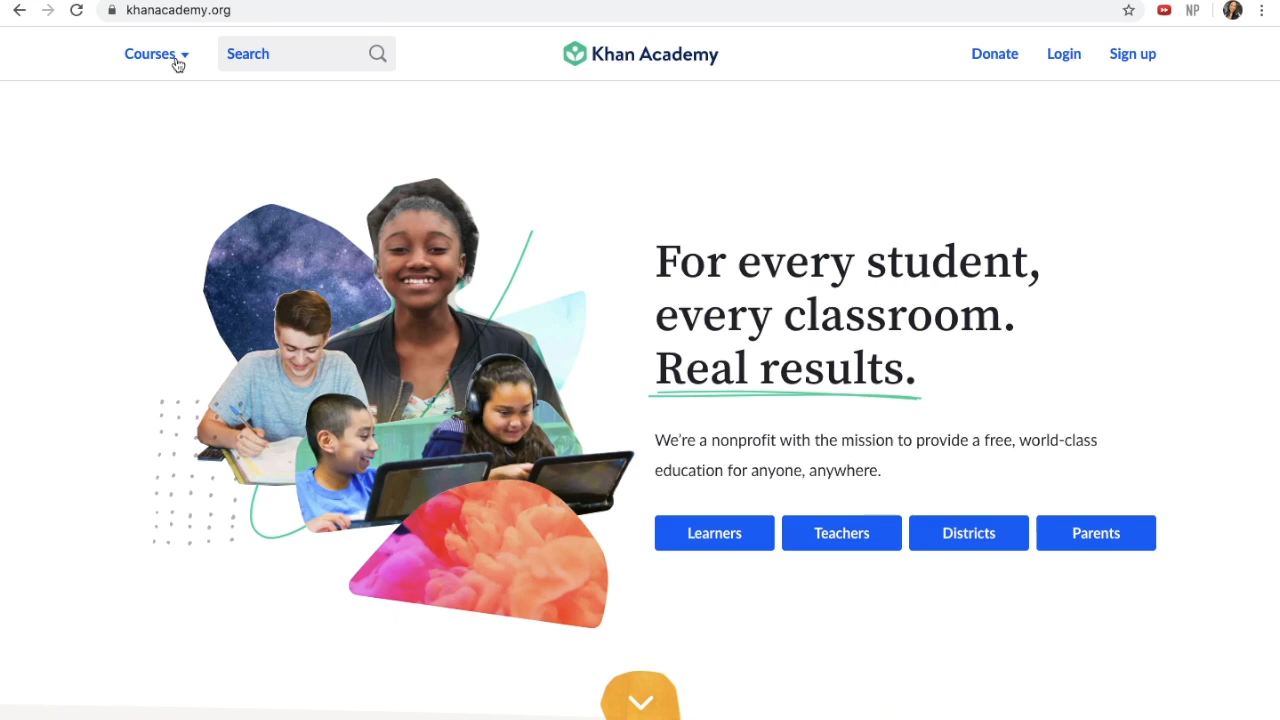 khanacademy.org
NP
Courses
Search
Khan Academy
Donate
Login
Sign up
For every student,
every classroom.
Real results.
We're a nonprofit with the mission to provide a free, world-class
education for anyone, anywhere.
Learners
Teachers
Districts
Parents